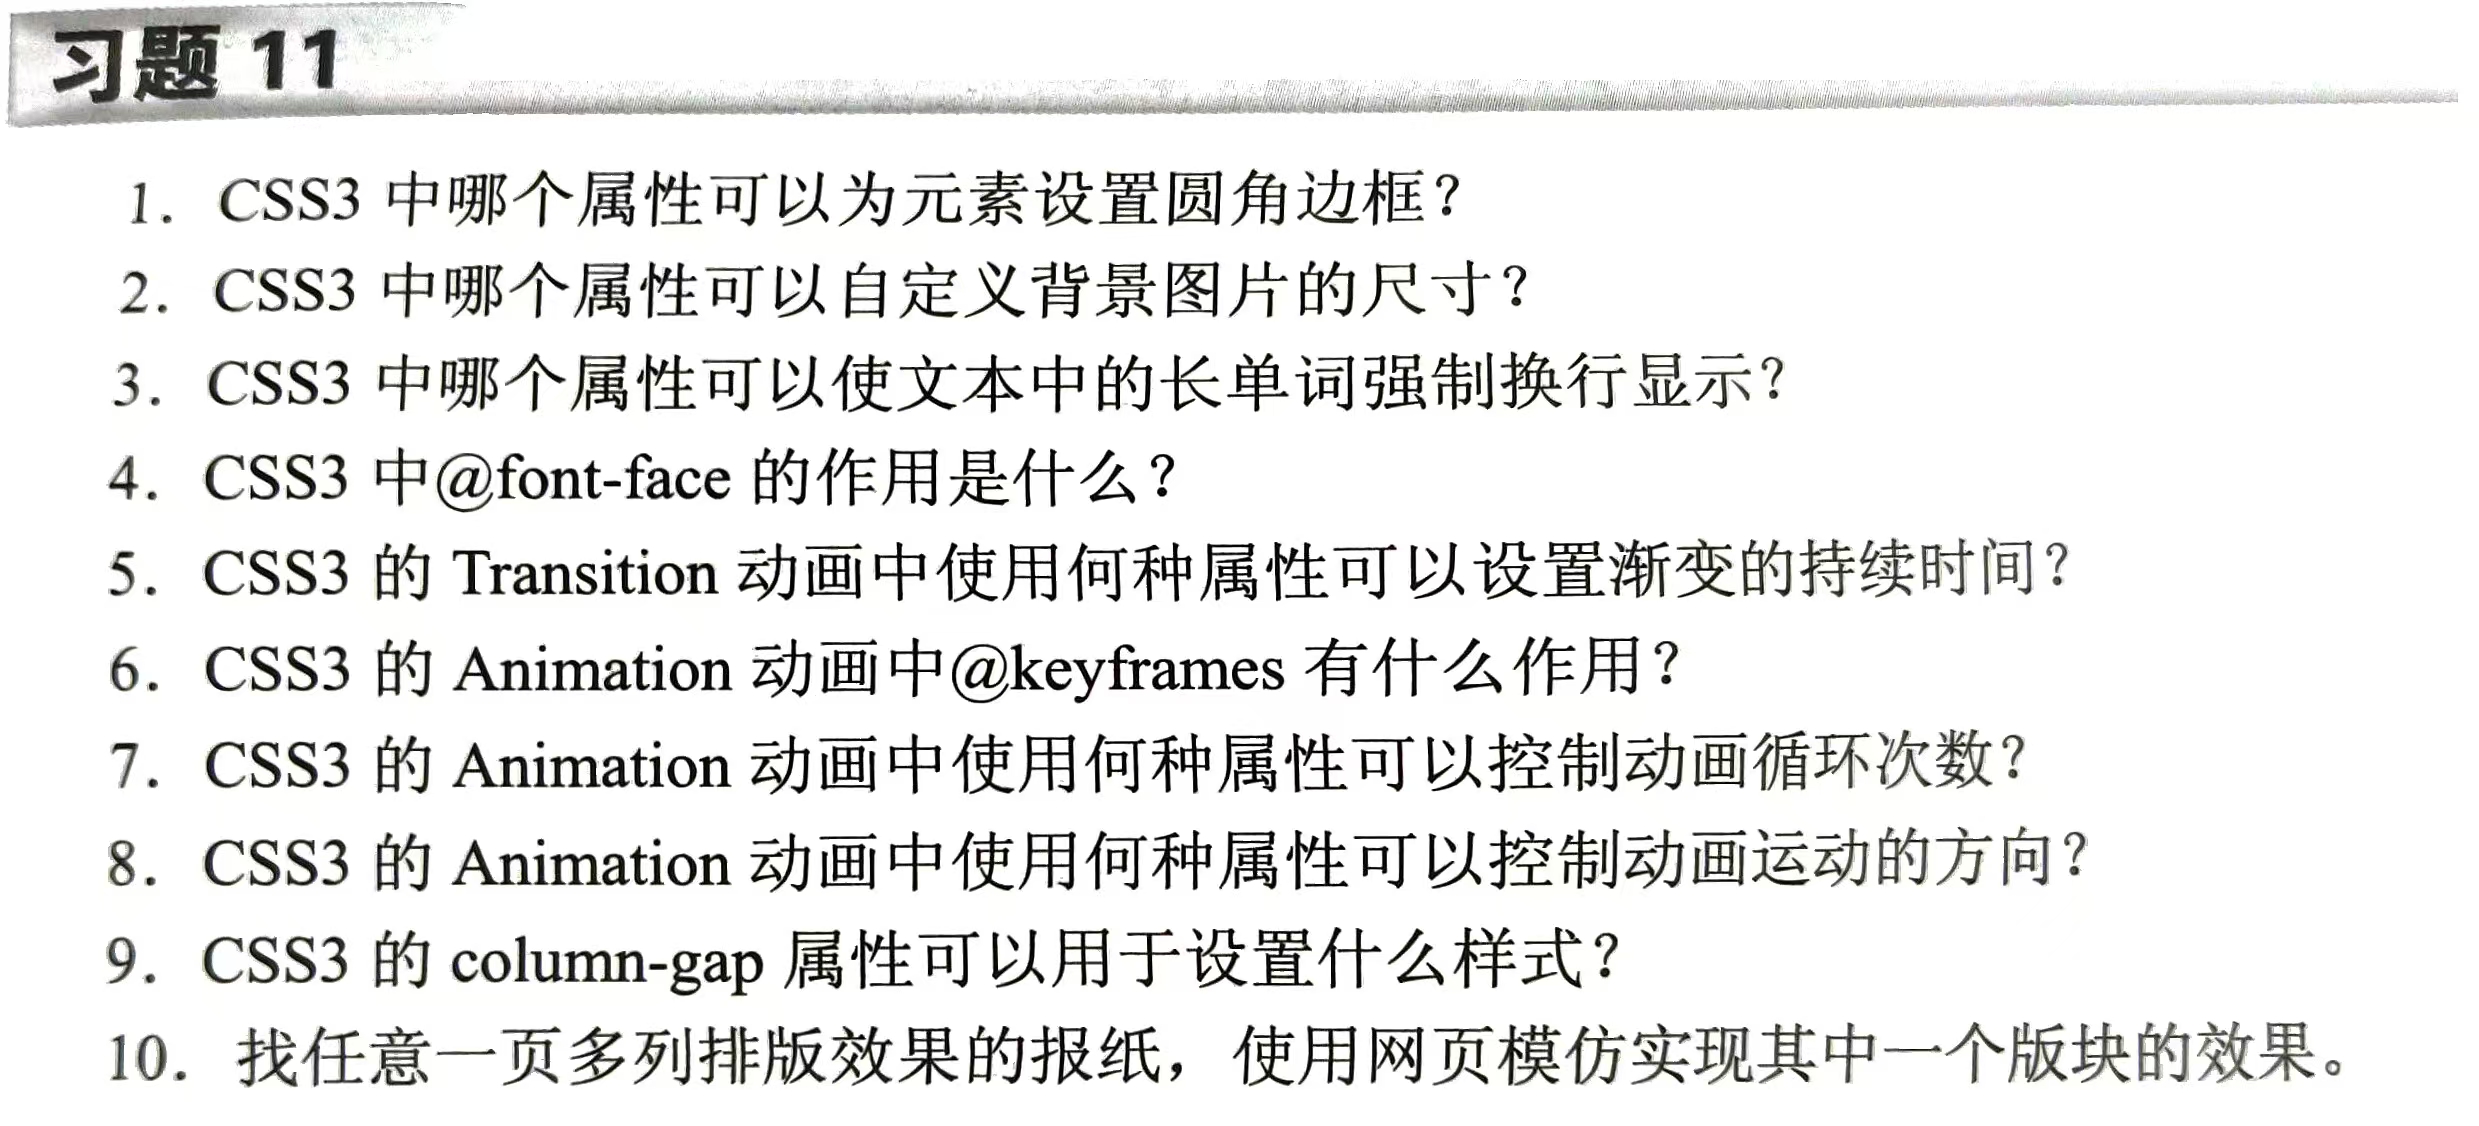 习题 11
1. CSS3 中哪个属性可以为元素设置圆角边框？
2. CSS3 中哪个属性可以自定义背景图片的尺寸？
3. CSS3 中哪个属性可以使文本中的长单词强制换行显示？
4. CSS3 中@font-face 的作用是什么？
5. CSS3 的 Transition 动画中使用何种属性可以设置渐变的持续时间？
6. CSS3 的 Animation 动画中@keyframes 有什么作用？
7. CSS3 的 Animation 动画中使用何种属性可以控制动画循环次数？
8. CSS3 的 Animation 动画中使用何种属性可以控制动画运动的方向？
9. CSS3 的 column-gap 属性可以用于设置什么样式？
10. 找任意一页多列排版效果的报纸，使用网页模仿实现其中一个版块的效果。